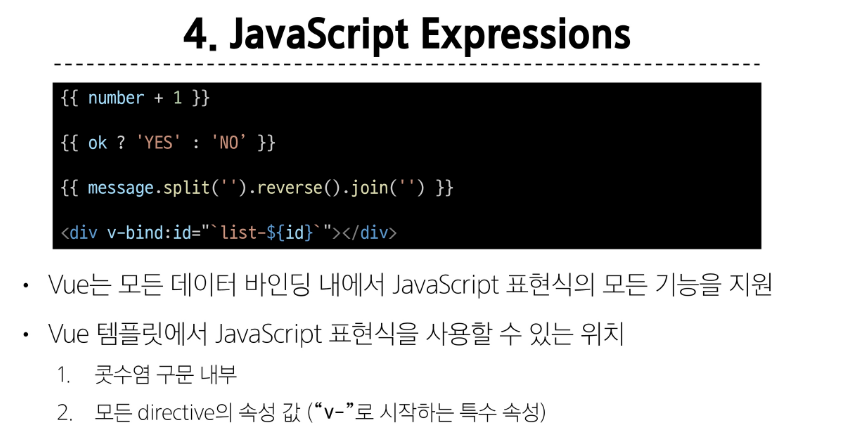 4. JavaScript Expressions
{{ number + 1 }}
{{ ok ? 'YES' : 'NO’ }}
{{ message.split('').reverse().join('') }}
<div v-bind:id="`list-${id}`"></div>
• Vue는 모든 데이터 바인딩 내에서 JavaScript 표현식의 모든 기능을 지원
• Vue 템플릿에서 JavaScript 표현식을 사용할 수 있는 위치
1. 콧수염 구문 내부
2. 모든 directive의 속성 값 (“v-”로 시작하는 특수 속성)